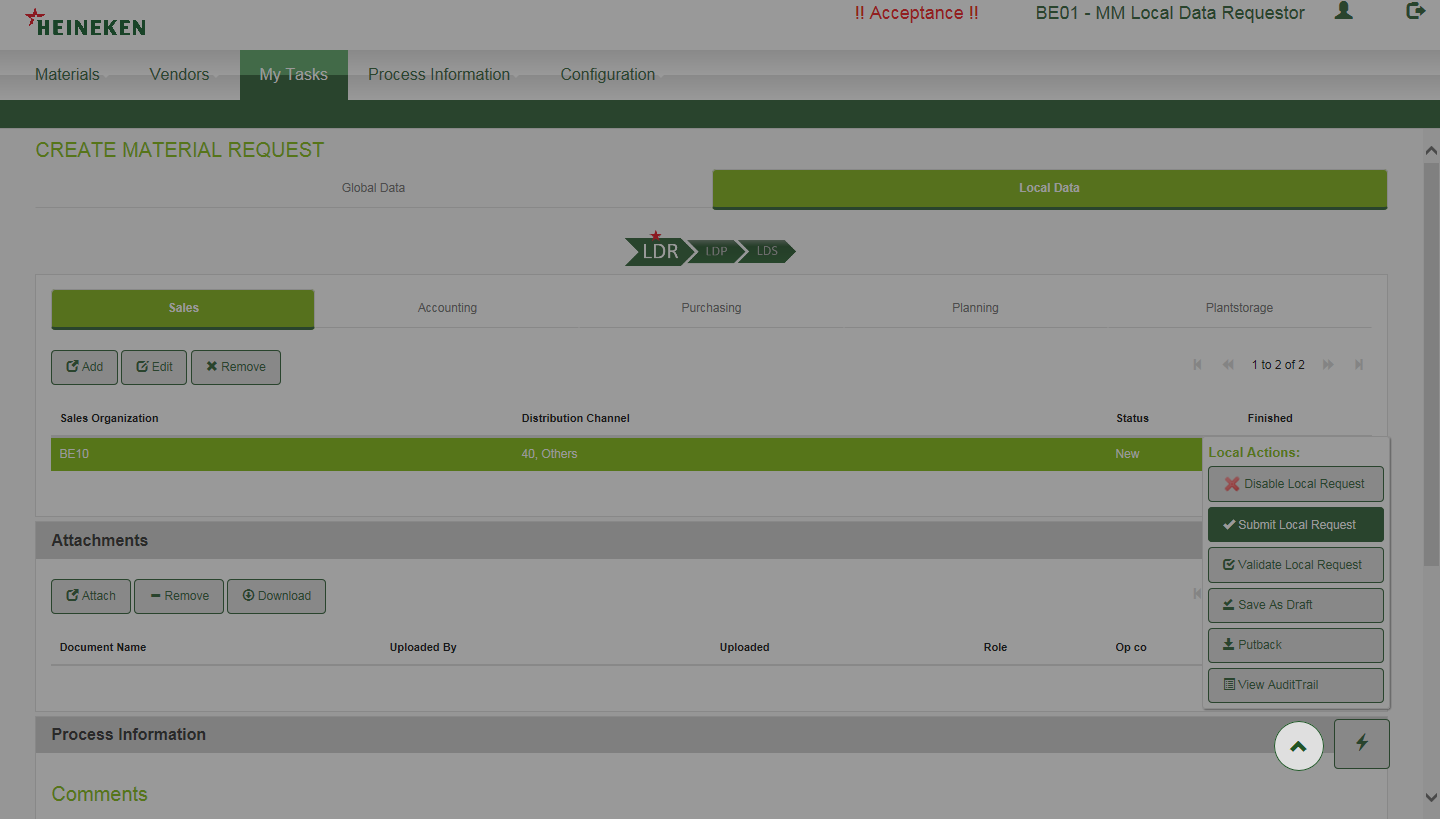 HEINEKEN
!! Acceptance !!
BE01 - MM Local Data Requestor
Materials
Vendors
My Tasks
Process Information
Configuration
CREATE MATERIAL REQUEST
Global Data
Local Data
LDR
LDP
LDS
Sales
Accounting
Purchasing
Planning
Plantstorage
Add
Edit
Remove
1 to 2 of 2
Sales Organization
Distribution Channel
Status
Finished
BE10
40, Others
New
Local Actions:
Disable Local Request
Submit Local Request
Validate Local Request
Save As Draft
Putback
View AuditTrail
Attachments
Attach
Remove
Download
Document Name
Uploaded By
Uploaded
Role
Op co
Process Information
Comments